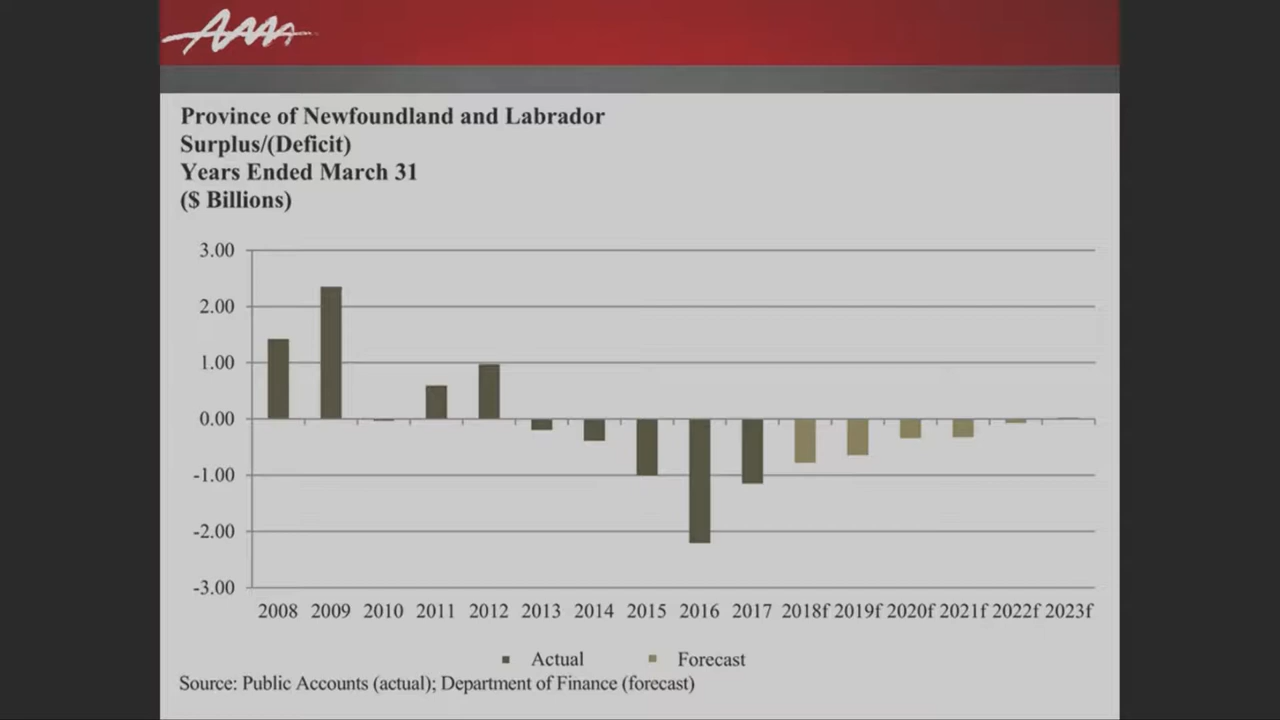 Province of Newfoundland and Labrador
Surplus/(Deficit)
Years Ended March 31
($ Billions)
3.00
2.00
1.00
0.00
-1.00
-2.00
-3.00
2008 2009 2010 2011 2012 2013 2014 2015 2016 2017 2018f 2019f 2020f 2021f 2022f 2023f
Actual Forecast
Source: Public Accounts (actual); Department of Finance (forecast)